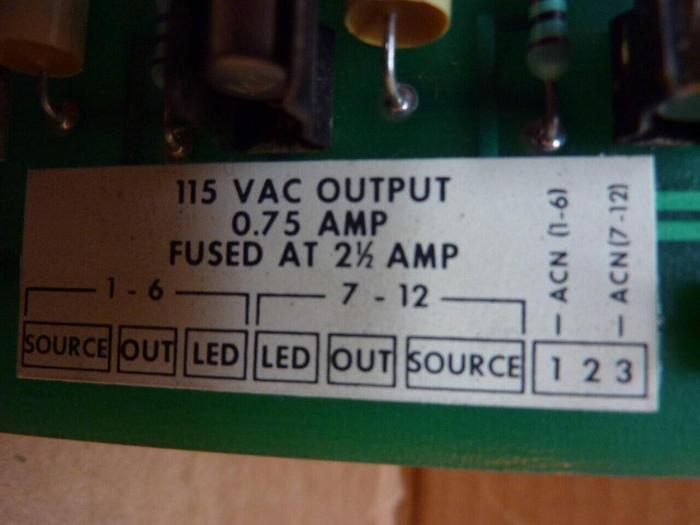 115 VAC OUTPUT
0.75 AMP
FUSED AT 2½ AMP
1 - 6
7 - 12
SOURCE OUT LED LED OUT SOURCE 1 2 3
ACN (1-6)
ACN (7-12)